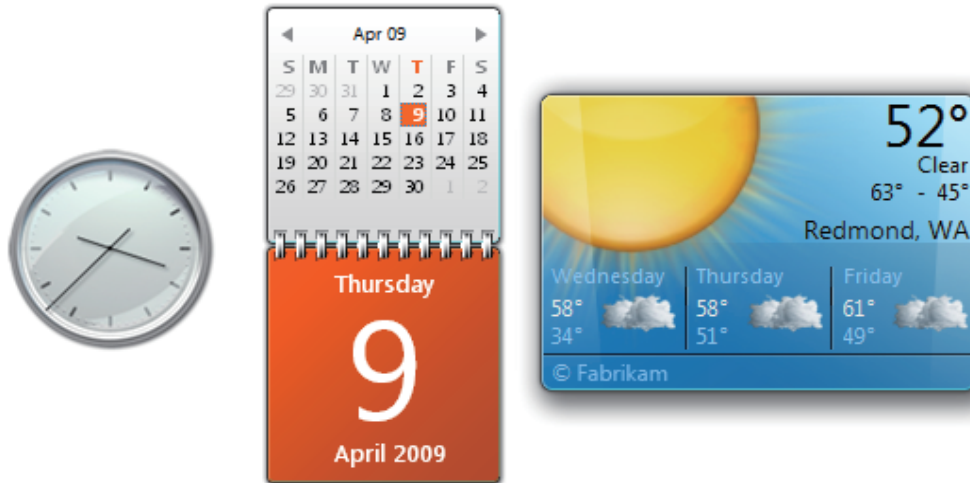 Apr 09
S M T W T F S
29 30 31 1 2 3 4
5 6 7 8 9 10 11
12 13 14 15 16 17 18
19 20 21 22 23 24 25
26 27 28 29 30 1 2
Thursday
9
April 2009
52°
Clear
63° - 45°
Redmond, WA
Wednesday Thursday Friday
58° 58° 61°
34° 51° 49°
© Fabrikam